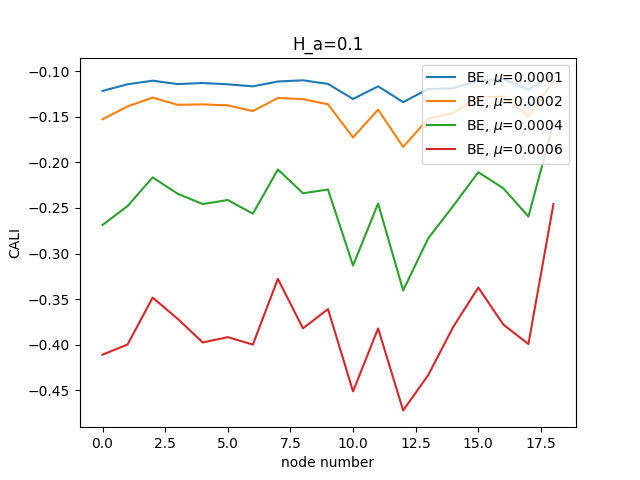 H_a=0.1
BE, μ=0.0001
BE, μ=0.0002
BE, μ=0.0004
BE, μ=0.0006
−0.10
−0.15
−0.20
−0.25
−0.30
−0.35
−0.40
−0.45
CALI
0.0 2.5 5.0 7.5 10.0 12.5 15.0 17.5
node number